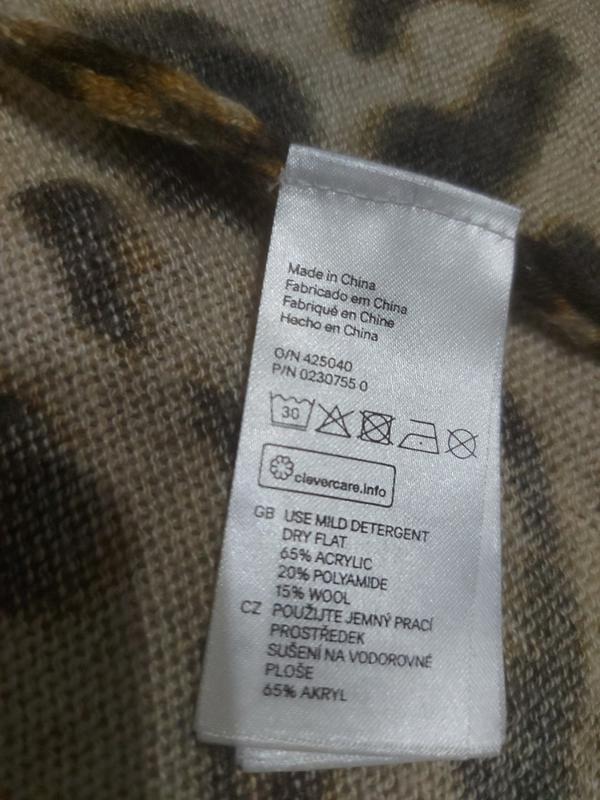 Made in China
Fabricado em China
Fabriqué en Chine
Hecho en China
O/N 425040
P/N 0230755 0
30
clevercare.info
GB USE MILD DETERGENT
DRY FLAT
65% ACRYLIC
20% POLYAMIDE
15% WOOL
CZ POUŽIJTE JEMNÝ PRACÍ
PROSTŘEDEK
SUŠENÍ NA VODOROVNÉ
PLOŠE
65% AKRYL